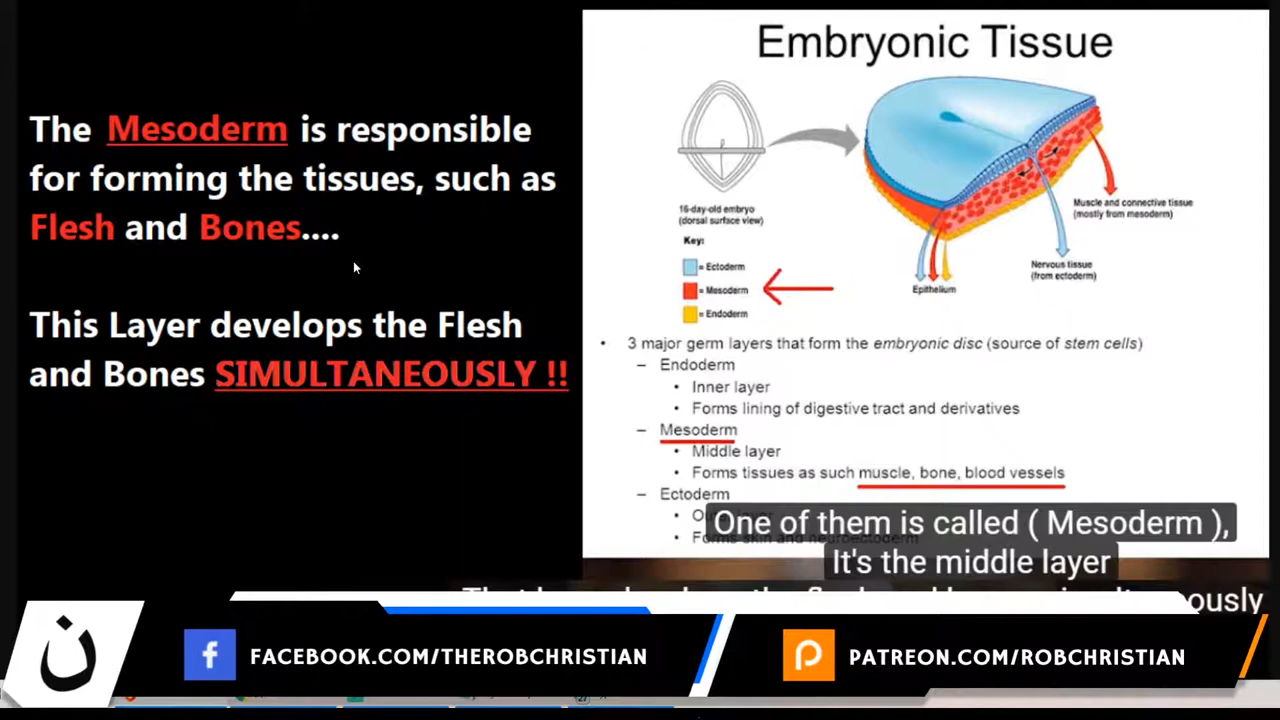 The Mesoderm is responsible
for forming the tissues, such as
Flesh and Bones....
This Layer develops the Flesh
and Bones SIMULTANEOUSLY !!
Embryonic Tissue
16-day-old embryo
(dorsal surface view)
Key:
= Ectoderm
= Mesoderm
= Endoderm
Muscle and connective tissue
(mostly from mesoderm)
Nervous tissue
(from ectoderm)
Epithelium
• 3 major germ layers that form the embryonic disc (source of stem cells)
– Endoderm
• Inner layer
• Forms lining of digestive tract and derivatives
– Mesoderm
• Middle layer
• Forms tissues as such muscle, bone, blood vessels
– Ectoderm
• Forms skin and neuroectoderm
One of them is called ( Mesoderm ),
It's the middle layer
ن
f FACEBOOK.COM/THEROBCHRISTIAN
PATREON.COM/ROBCHRISTIAN